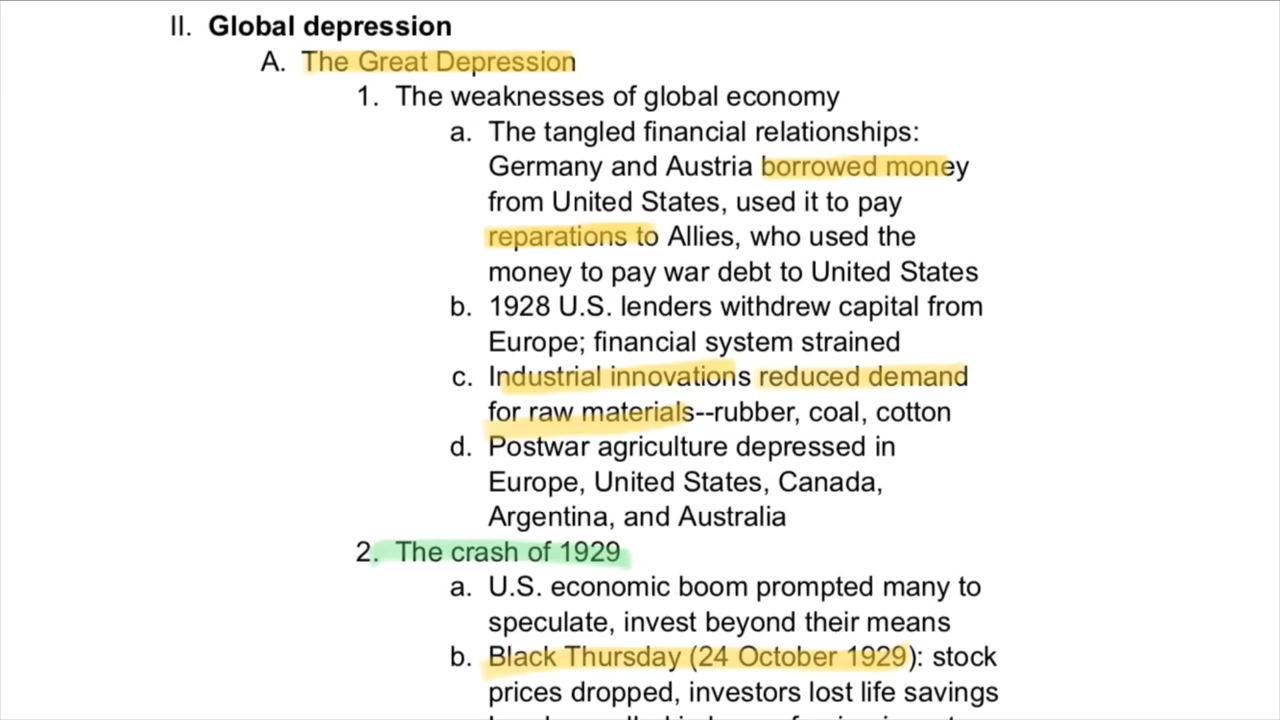 II. Global depression
A. The Great Depression
1. The weaknesses of global economy
a. The tangled financial relationships:
Germany and Austria borrowed money
from United States, used it to pay
reparations to Allies, who used the
money to pay war debt to United States
b. 1928 U.S. lenders withdrew capital from
Europe; financial system strained
c. Industrial innovations reduced demand
for raw materials--rubber, coal, cotton
d. Postwar agriculture depressed in
Europe, United States, Canada,
Argentina, and Australia
2. The crash of 1929
a. U.S. economic boom prompted many to
speculate, invest beyond their means
b. Black Thursday (24 October 1929): stock
prices dropped, investors lost life savings